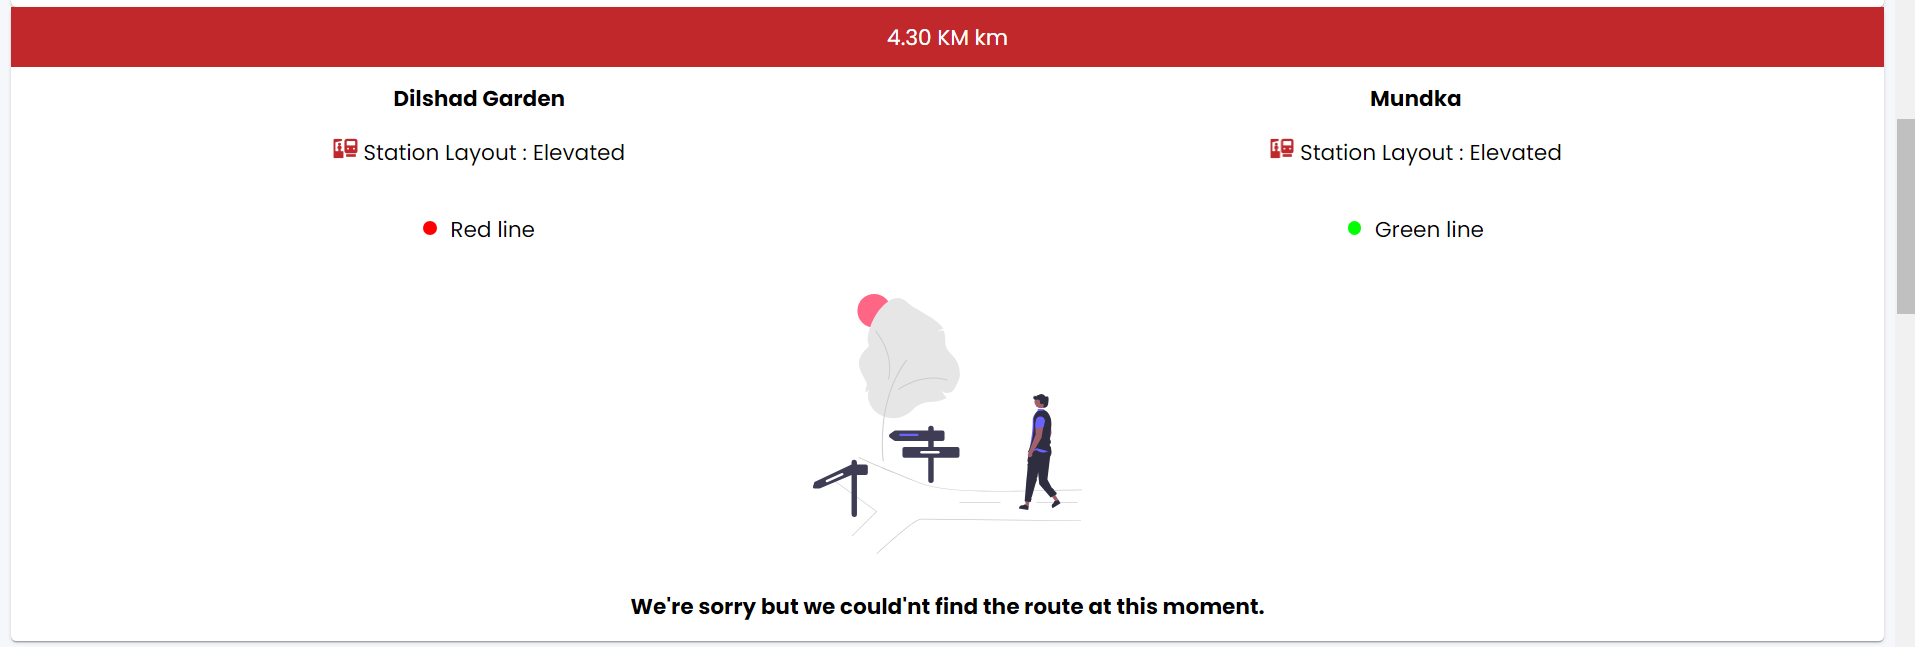 4.30 KM km
Dilshad Garden
Mundka
Station Layout : Elevated
Station Layout : Elevated
Red line
Green line
We're sorry but we could'nt find the route at this moment.